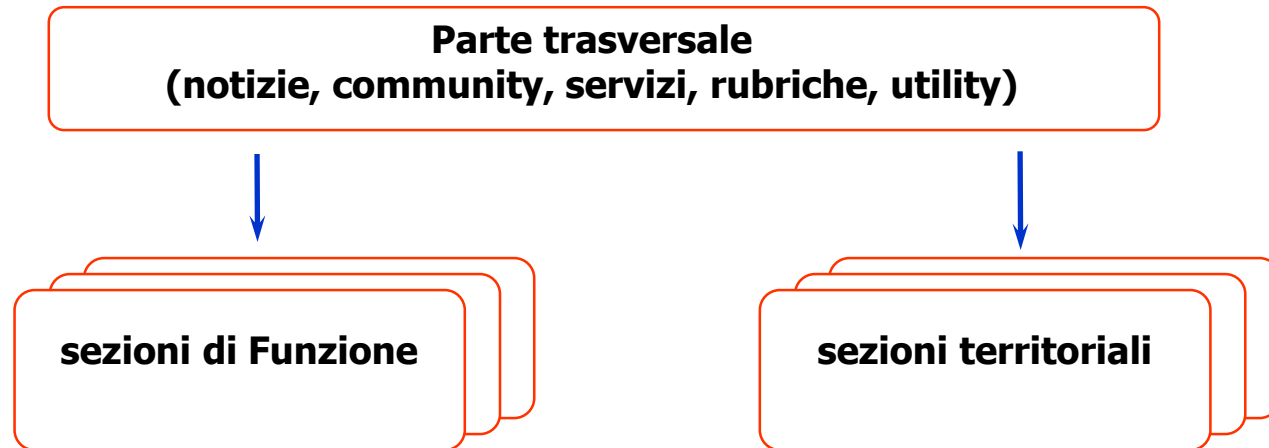 Parte trasversale
(notizie, community, servizi, rubriche, utility)
sezioni di Funzione
sezioni territoriali